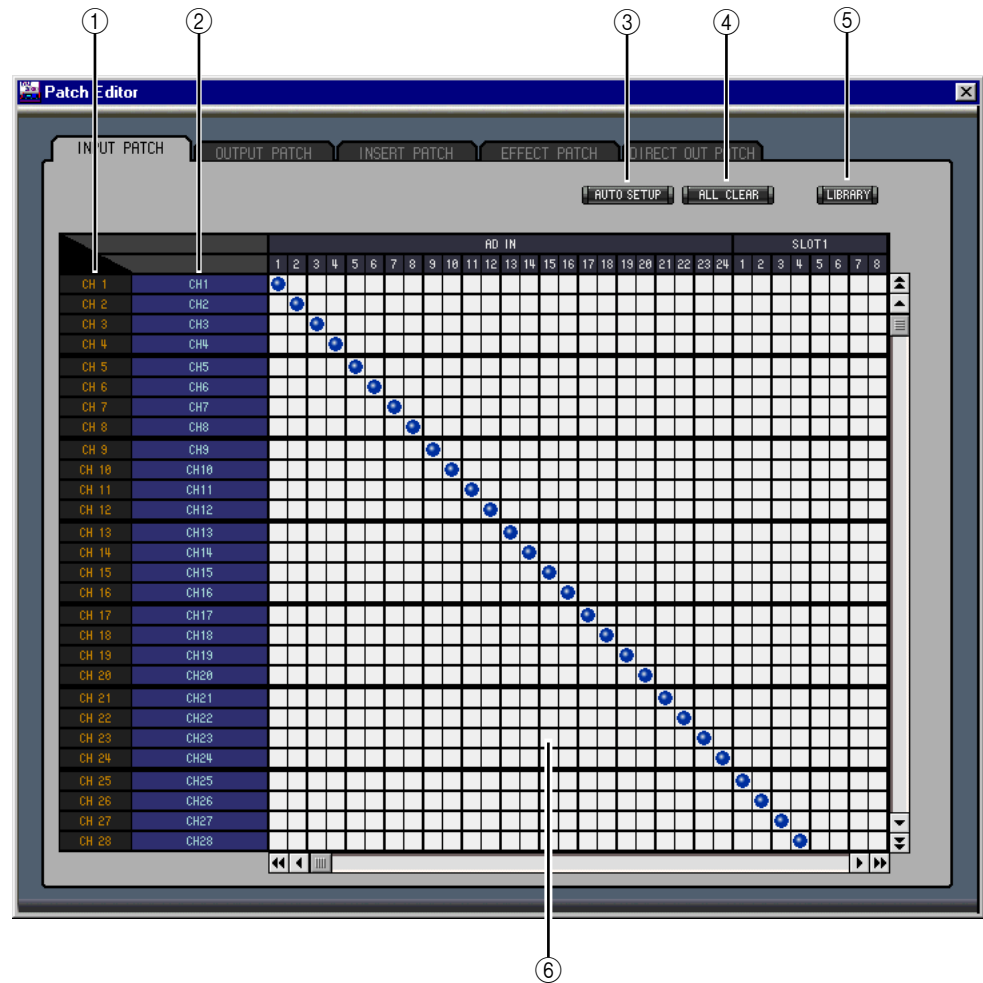 ① ② ③ ④ ⑤
Patch Editor
INPUT PATCH OUTPUT PATCH INSERT PATCH EFFECT PATCH DIRECT OUT PATCH
AUTO SETUP ALL CLEAR LIBRARY
AD IN SLOT1
1 2 3 4 5 6 7 8 9 10 11 12 13 14 15 16 17 18 19 20 21 22 23 24 1 2 3 4 5 6 7 8
CH 1 CH1
CH 2 CH2
CH 3 CH3
CH 4 CH4
CH 5 CH5
CH 6 CH6
CH 7 CH7
CH 8 CH8
CH 9 CH9
CH 10 CH10
CH 11 CH11
CH 12 CH12
CH 13 CH13
CH 14 CH14
CH 15 CH15
CH 16 CH16
CH 17 CH17
CH 18 CH18
CH 19 CH19
CH 20 CH20
CH 21 CH21
CH 22 CH22
CH 23 CH23
CH 24 CH24
CH 25 CH25
CH 26 CH26
CH 27 CH27
CH 28 CH28
⑥